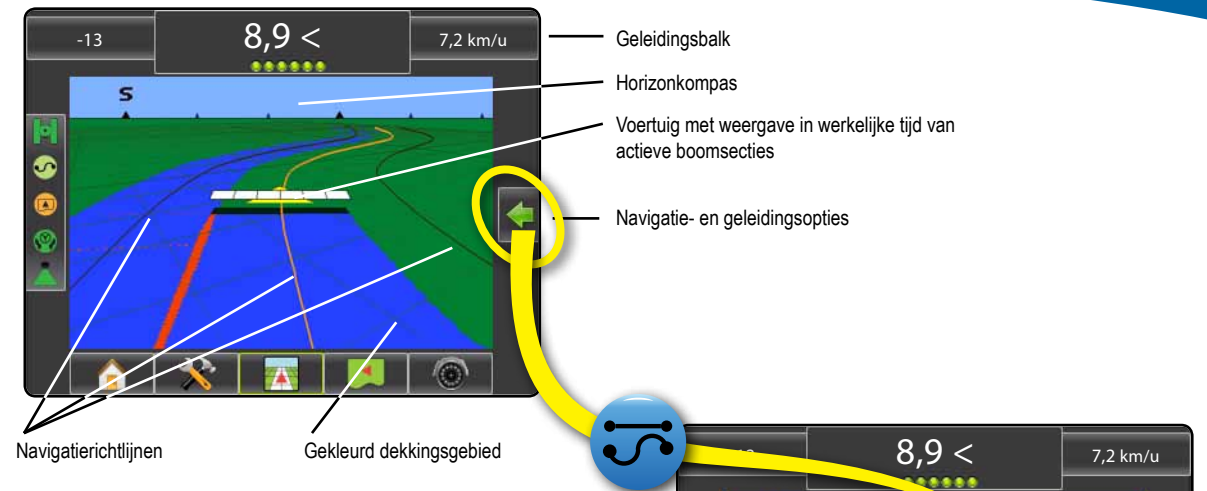 -13
8,9 <
7,2 km/u
Geleidingsbalk
Horizonkompas
S
Voertuig met weergave in werkelijke tijd van
actieve boomsecties
Navigatie- en geleidingsopties
Navigatierichtlijnen
Gekleurd dekkingsgebied
8,9 <
7,2 km/u